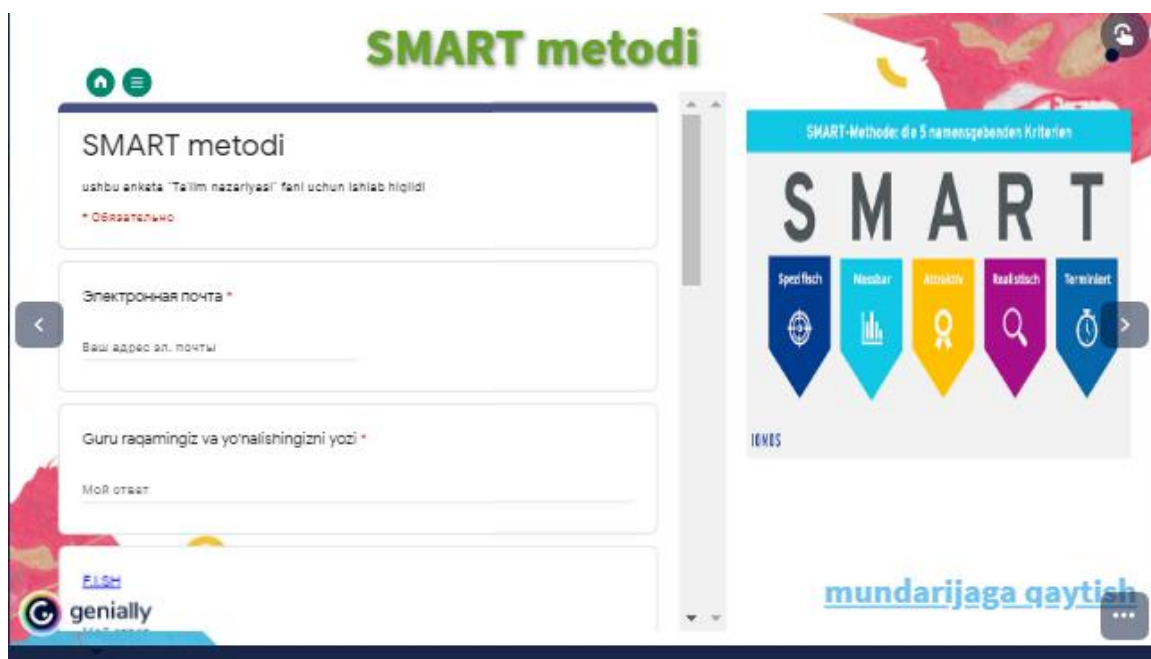 SMART metodi
SMART metodi
ushbu anketa "Ta'lim nazariyasi" fani uchun ishlab hiqildi
* Обязательно
Электронная почта *
Ваш адрес эл. почты
Guru raqamingiz va yo'nalishingizni yozi *
Мой ответ
F.I.SH
genially
SMART-Methode: die 5 namensgebenden Kriterien
S M A R T
Spezifisch Messbar Attraktiv Realistisch Terminiert
IONOS
mundarijaga qaytish